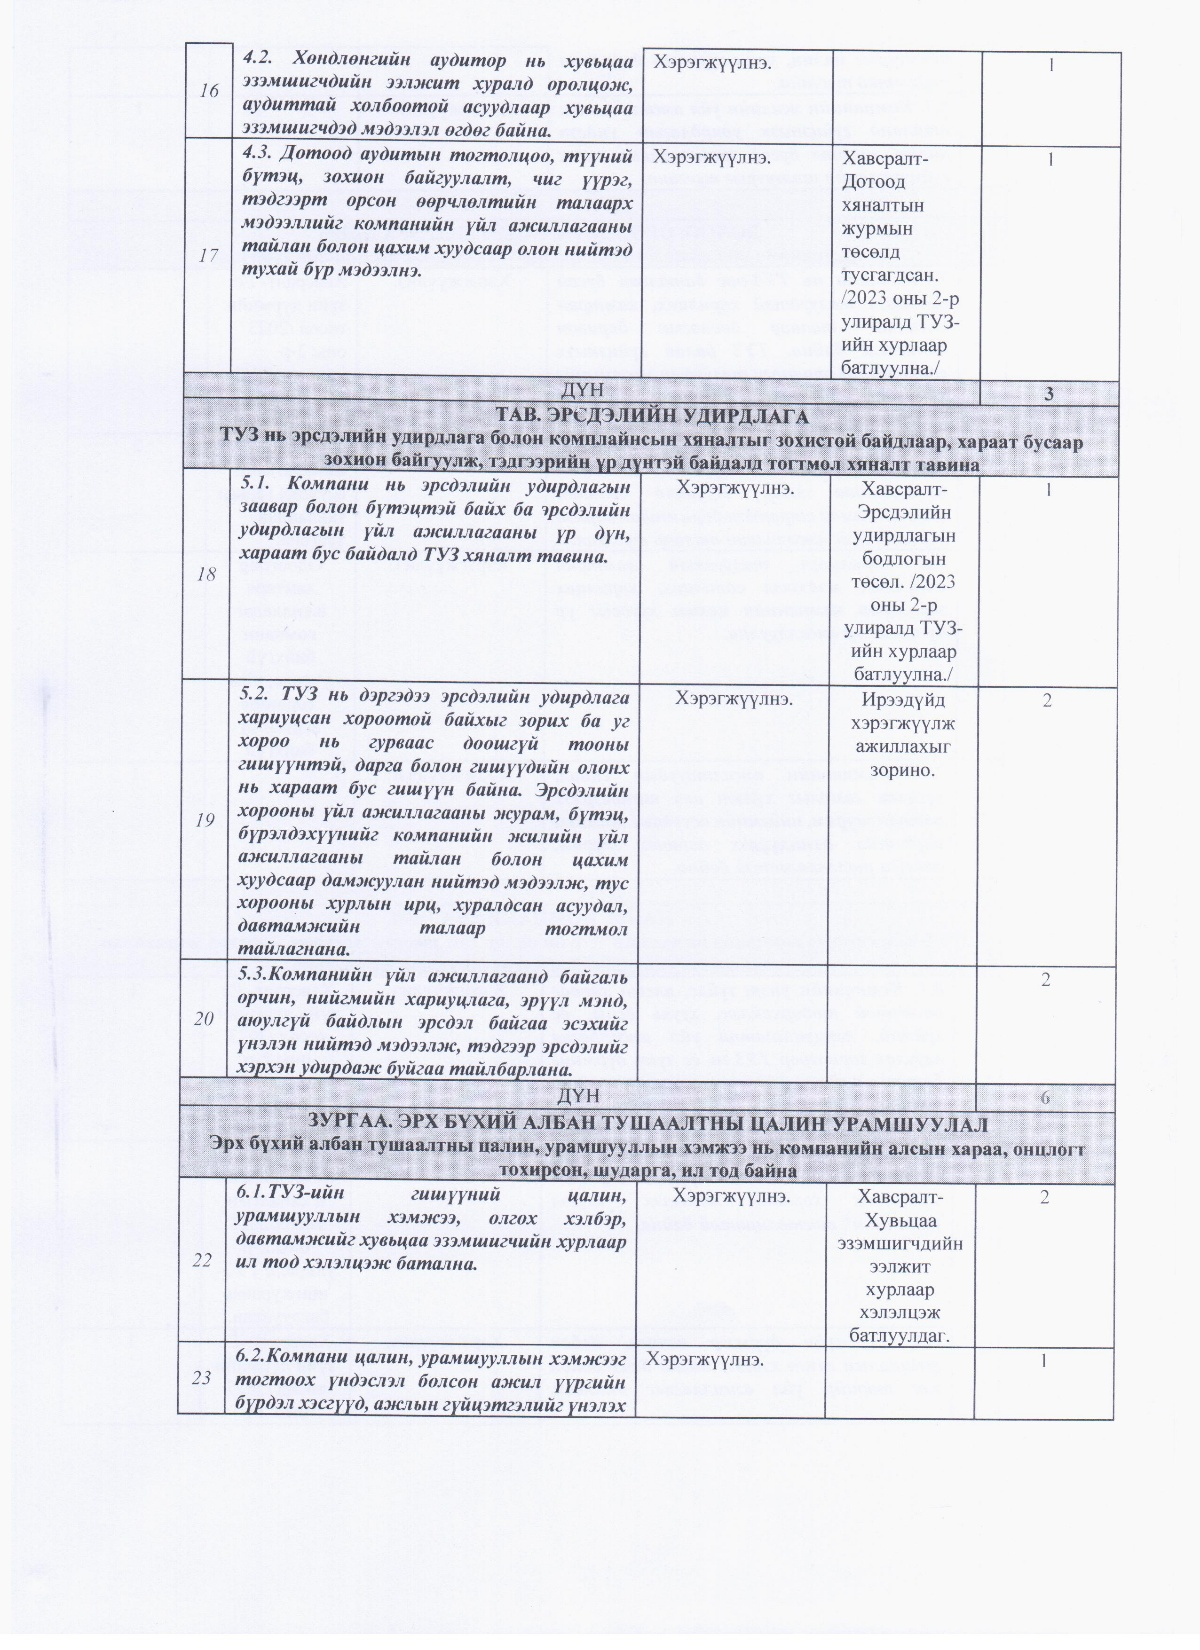 16
4.2. Хөндлөнгийн аудитор нь хувьцаа
эзэмшигчдийн ээлжит хуралд оролцож,
аудиттай холбоотой асуудлаар хувьцаа
эзэмшигчдэд мэдээлэл өгдөг байна.
Хэрэгжүүлнэ.
1
17
4.3. Дотоод аудитын тогтолцоо, түүний
бүтэц, зохион байгуулалт, чиг үүрэг,
тэдгээрт орсон өөрчлөлтийн талаарх
мэдээллийг компанийн үйл ажиллагааны
тайлан болон цахим хуудсаар олон нийтэд
тухай бүр мэдээлнэ.
Хэрэгжүүлнэ.
Хавсралт-
Дотоод
хяналтын
журмын
төсөлд
тусгагдсан.
/2023 оны 2-р
улиралд ТУЗ-
ийн хурлаар
батлуулна./
1
ДҮН
3
ТАВ. ЭРСДЭЛИЙН УДИРДЛАГА
ТУЗ нь эрсдэлийн удирдлага болон комплайнсын хяналтыг зохистой байдлаар, хараат бусаар
зохион байгуулж, тэдгээрийн үр дүнтэй байдалд тогтмол хяналт тавина
18
5.1. Компани нь эрсдэлийн удирдлагын
заавар болон бүтэцтэй байх ба эрсдэлийн
удирдлагын үйл ажиллагааны үр дүн,
хараат бус байдалд ТУЗ хяналт тавина.
Хэрэгжүүлнэ.
Хавсралт-
Эрсдэлийн
удирдлагын
бодлогын
төсөл. /2023
оны 2-р
улиралд ТУЗ-
ийн хурлаар
батлуулна./
1
19
5.2. ТУЗ нь дэргэдээ эрсдэлийн удирдлага
хариуцсан хороотой байхыг зорих ба уг
хороо нь гурваас доошгүй тооны
гишүүнтэй, дарга болон гишүүдийн олонх
нь хараат бус гишүүн байна. Эрсдэлийн
хорооны үйл ажиллагааны журам, бүтэц,
бүрэлдэхүүнийг компанийн жилийн үйл
ажиллагааны тайлан болон цахим
хуудсаар дамжуулан нийтэд мэдээлж, тус
хорооны хурлын ирц, хуралдсан асуудал,
давтамжийн талаар тогтмол
тайлагнана.
Хэрэгжүүлнэ.
Ирээдүйд
хэрэгжүүлж
ажиллахыг
зорино.
2
20
5.3.Компанийн үйл ажиллагаанд байгаль
орчин, нийгмийн хариуцлага, эрүүл мэнд,
аюулгүй байдлын эрсдэл байгаа эсэхийг
үнэлэн нийтэд мэдээлж, тэдгээр эрсдэлийг
хэрхэн удирдаж буйгаа тайлбарлана.
2
ДҮН
6
ЗУРГАА. ЭРХ БҮХИЙ АЛБАН ТУШААЛТНЫ ЦАЛИН УРАМШУУЛАЛ
Эрх бүхий албан тушаалтны цалин, урамшууллын хэмжээ нь компанийн алсын хараа, онцлогт
тохирсон, шударга, ил тод байна
22
6.1.ТУЗ-ийн гишүүний цалин,
урамшууллын хэмжээ, олгох хэлбэр,
давтамжийг хувьцаа эзэмшигчийн хурлаар
ил тод хэлэлцэж батална.
Хэрэгжүүлнэ.
Хавсралт-
Хувьцаа
эзэмшигчдийн
ээлжит
хурлаар
хэлэлцэж
батлуулдаг.
2
23
6.2.Компани цалин, урамшууллын хэмжээг
тогтоох үндэслэл болсон ажил үүргийн
бүрдэл хэсгүүд, ажлын гүйцэтгэлийг үнэлэх
Хэрэгжүүлнэ.
1